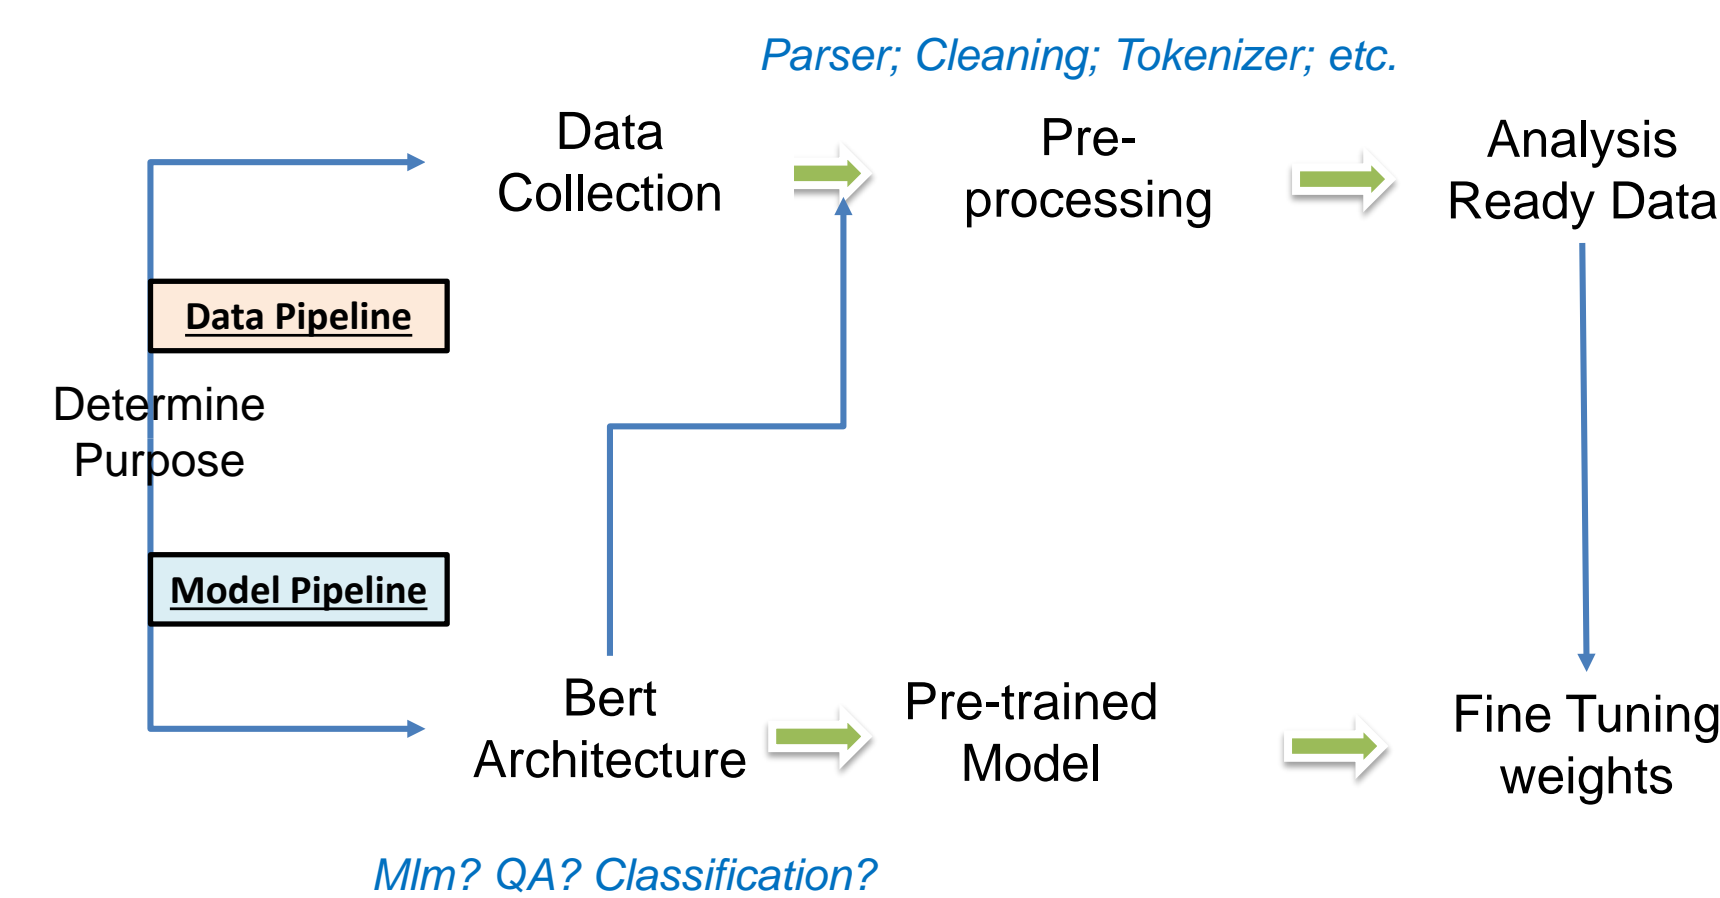 Parser; Cleaning; Tokenizer; etc.
Data
Collection
Pre-
processing
Analysis
Ready Data
Data Pipeline
Determine
Purpose
Model Pipeline
Bert
Architecture
Pre-trained
Model
Fine Tuning
weights
Mlm? QA? Classification?